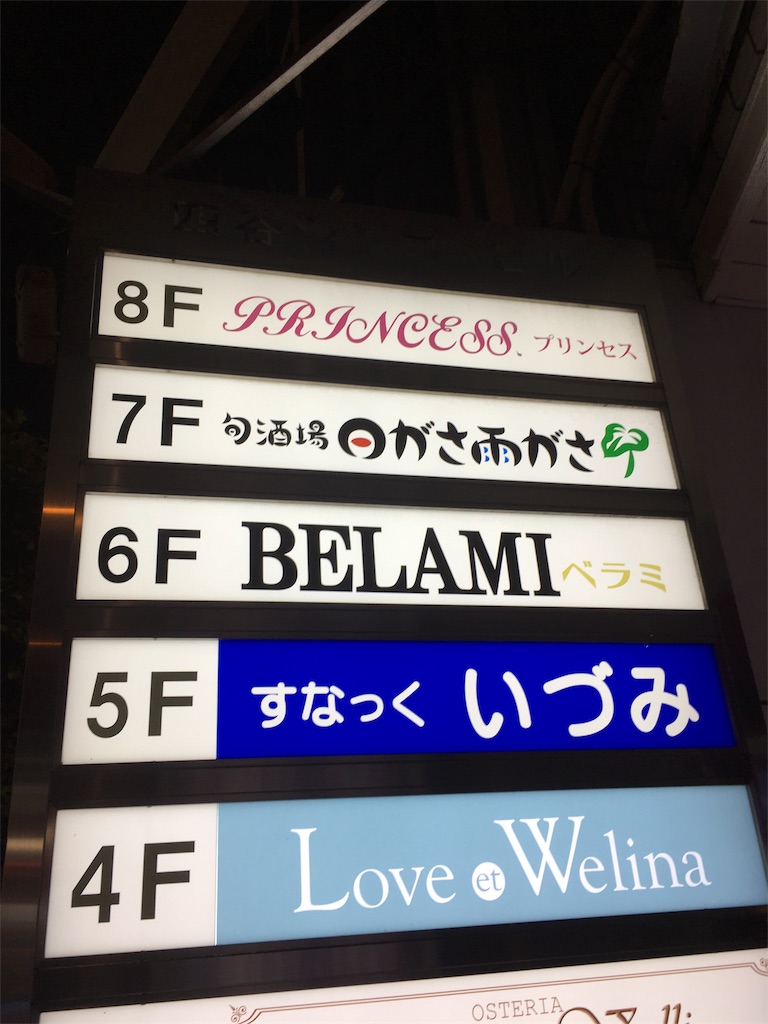 8F PRINCESS プリンセス
7F 旬酒場 日がさ雨がさ
6F BELAMI ベラミ
5F すなっく いづみ
4F Love et Welina
OSTERIA